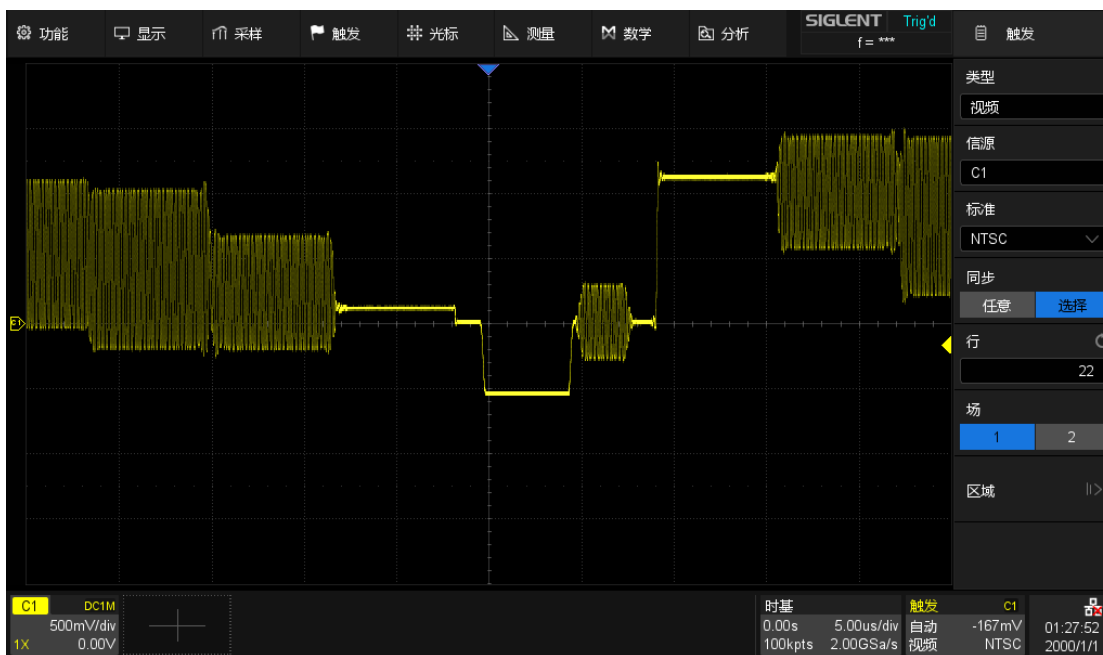 功能 显示 采样 触发 光标 测量 数学 分析 SIGLENT Trig'd
f = ***
触发
类型
视频
信源
C1
标准
NTSC
同步
任意 选择
行
22
场
1 2
区域
C1
C1 DC1M
500mV/div
1X 0.00V
时基
0.00s 5.00us/div
100kpts 2.00GSa/s
触发 C1
自动 -167mV
视频 NTSC
01:27:52
2000/1/1